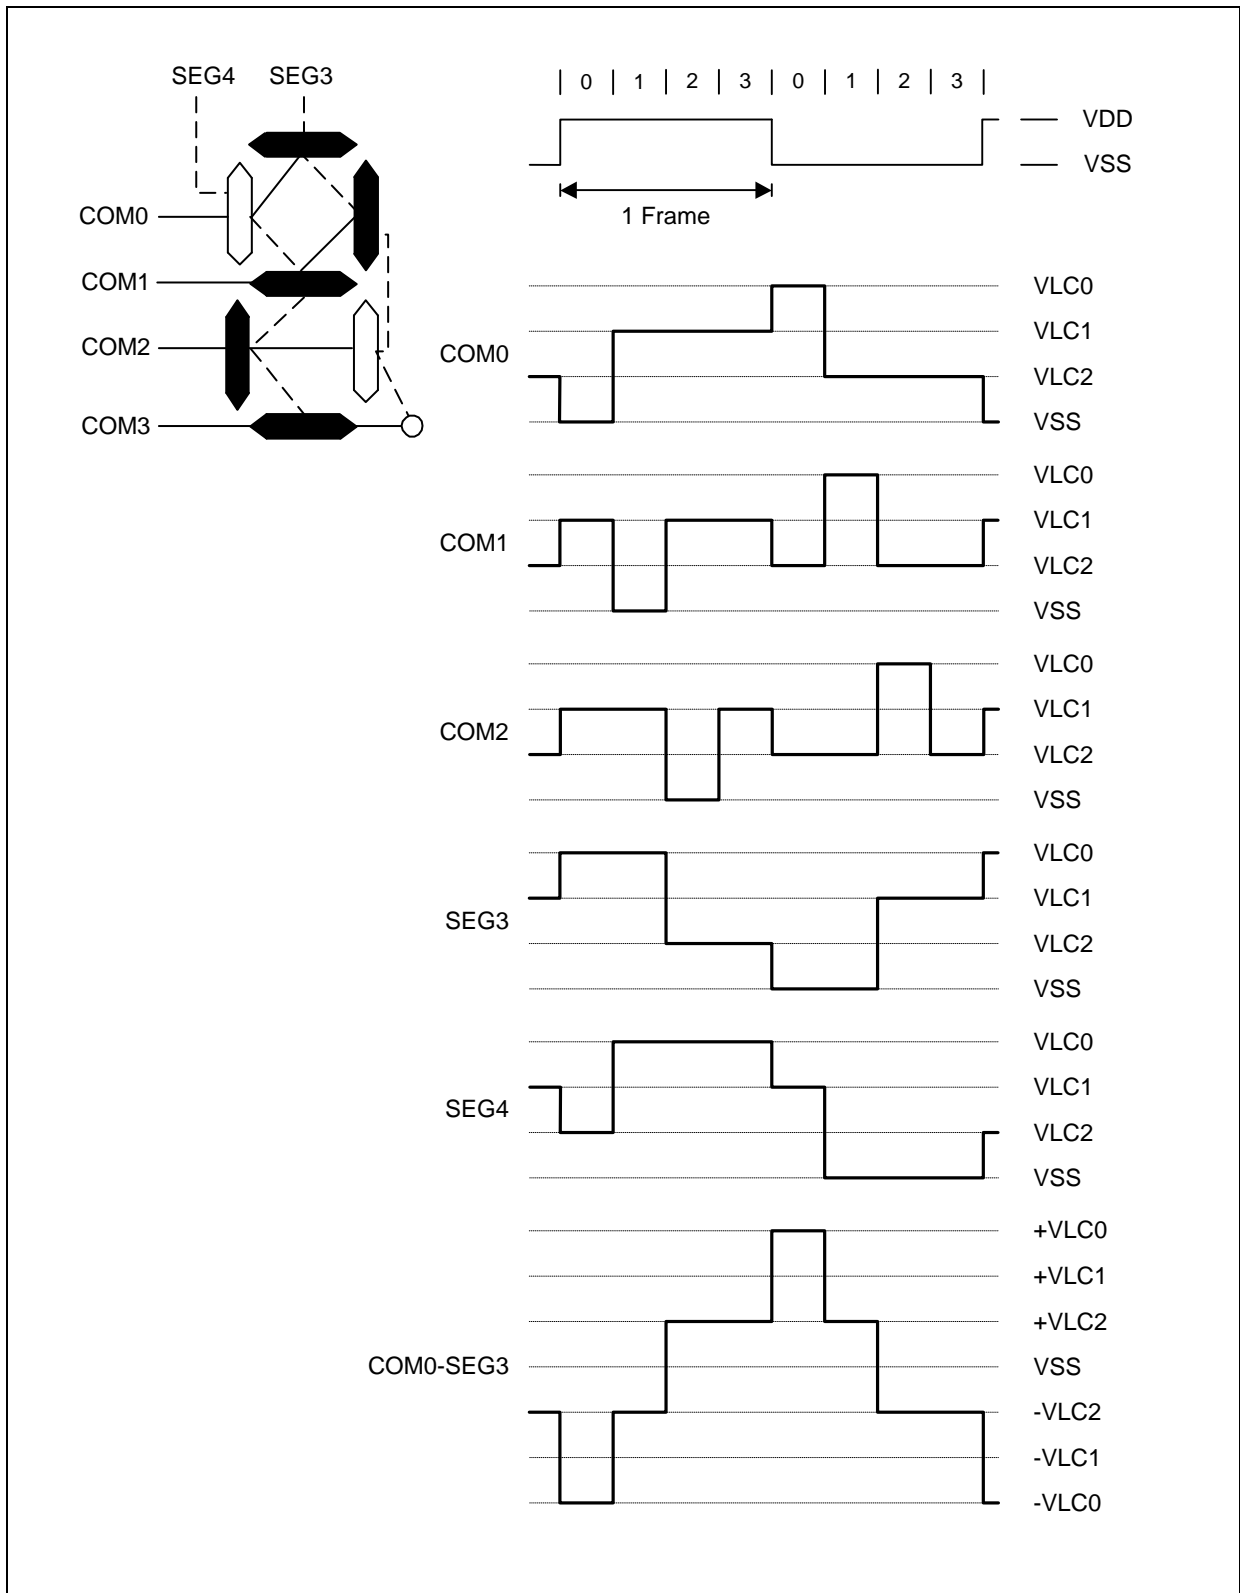 SEG4 SEG3
COM0
COM1
COM2
COM3
0 1 2 3 0 1 2 3
VDD
VSS
1 Frame
COM0
VLC0
VLC1
VLC2
VSS
COM1
VLC0
VLC1
VLC2
VSS
COM2
VLC0
VLC1
VLC2
VSS
SEG3
VLC0
VLC1
VLC2
VSS
SEG4
VLC0
VLC1
VLC2
VSS
COM0-SEG3
+VLC0
+VLC1
+VLC2
VSS
-VLC2
-VLC1
-VLC0